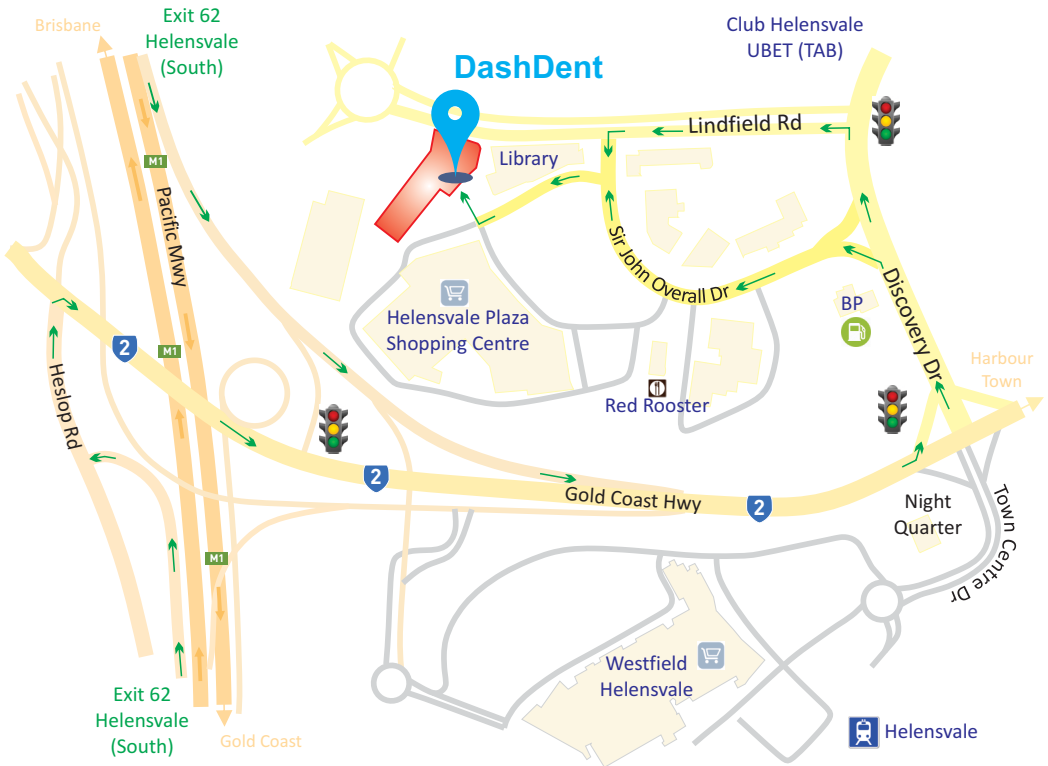 Brisbane
Exit 62
Helensvale
(South)
Club Helensvale
UBET (TAB)
DashDent
Lindfield Rd
Library
M1
Pacific Mwy
Sir John Overall Dr
Discovery Dr
BP
Helensvale Plaza
Shopping Centre
2
M1
Heslop Rd
Harbour
Town
Red Rooster
2
Gold Coast Hwy
2
Night
Quarter
Town Centre Dr
M1
Westfield
Helensvale
Exit 62
Helensvale
(South)
Gold Coast
Helensvale